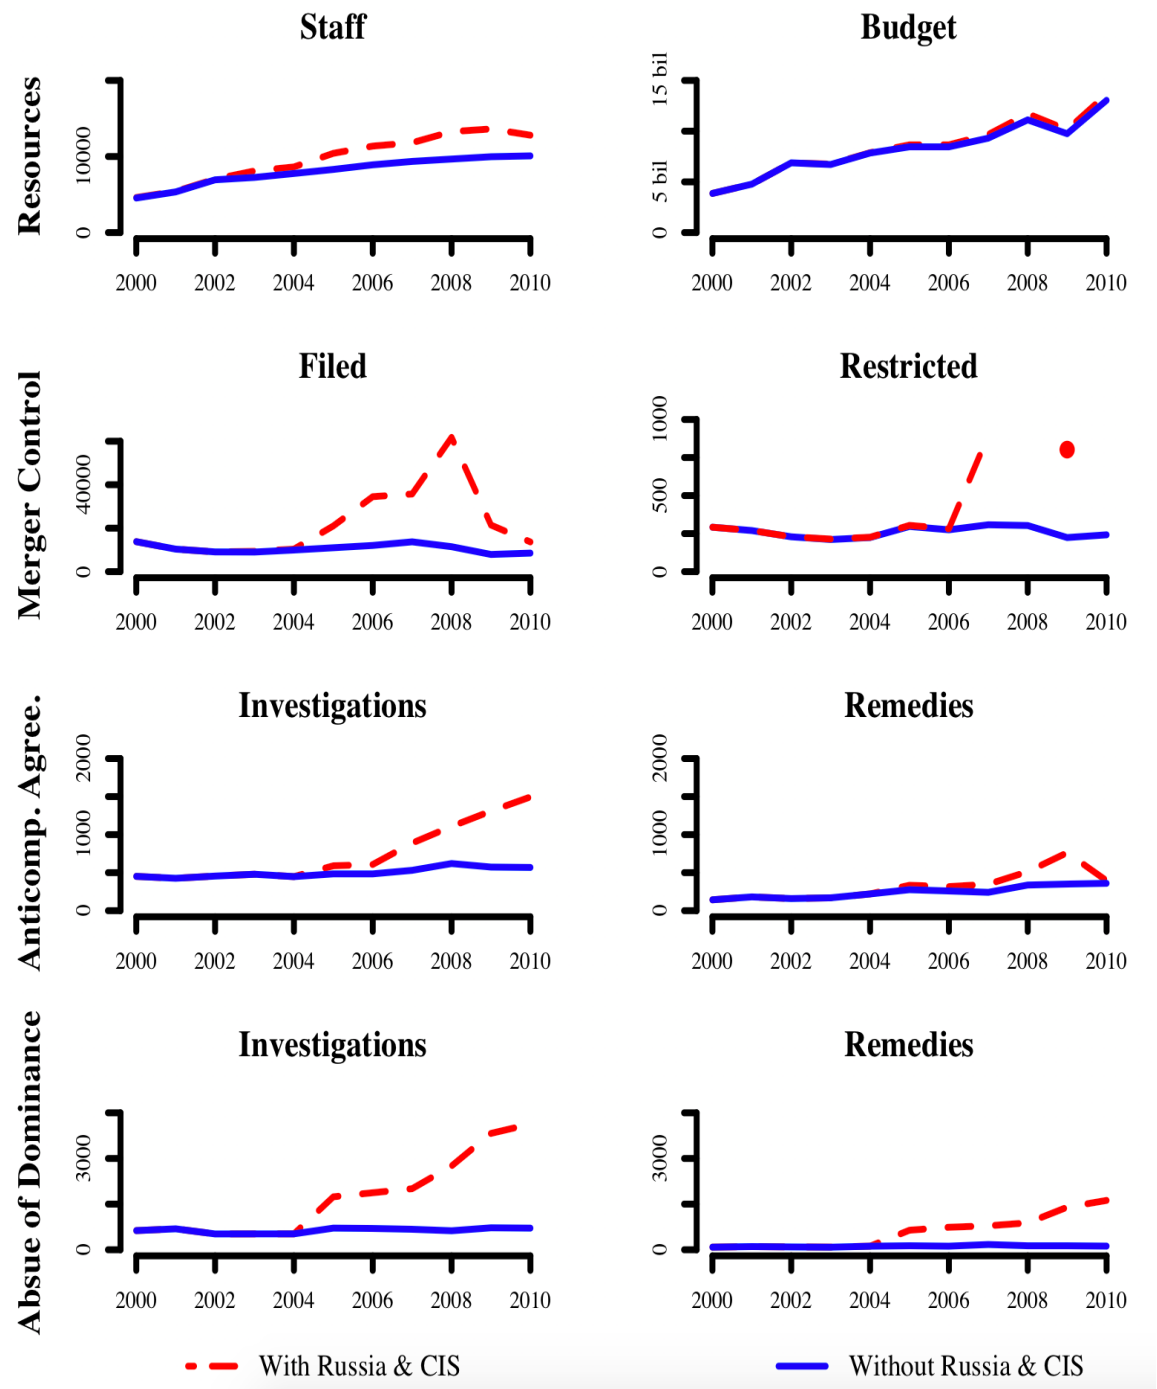 Staff
Budget
Resources
0
10000
2000 2002 2004 2006 2008 2010
0
5 bil
15 bil
2000 2002 2004 2006 2008 2010
Filed
Restricted
Merger Control
0
40000
2000 2002 2004 2006 2008 2010
0
500
1000
2000 2002 2004 2006 2008 2010
Investigations
Remedies
Anticomp. Agree.
0
1000
2000
2000 2002 2004 2006 2008 2010
0
1000
2000
2000 2002 2004 2006 2008 2010
Investigations
Remedies
Absue of Dominance
0
3000
2000 2002 2004 2006 2008 2010
0
3000
2000 2002 2004 2006 2008 2010
With Russia & CIS
Without Russia & CIS